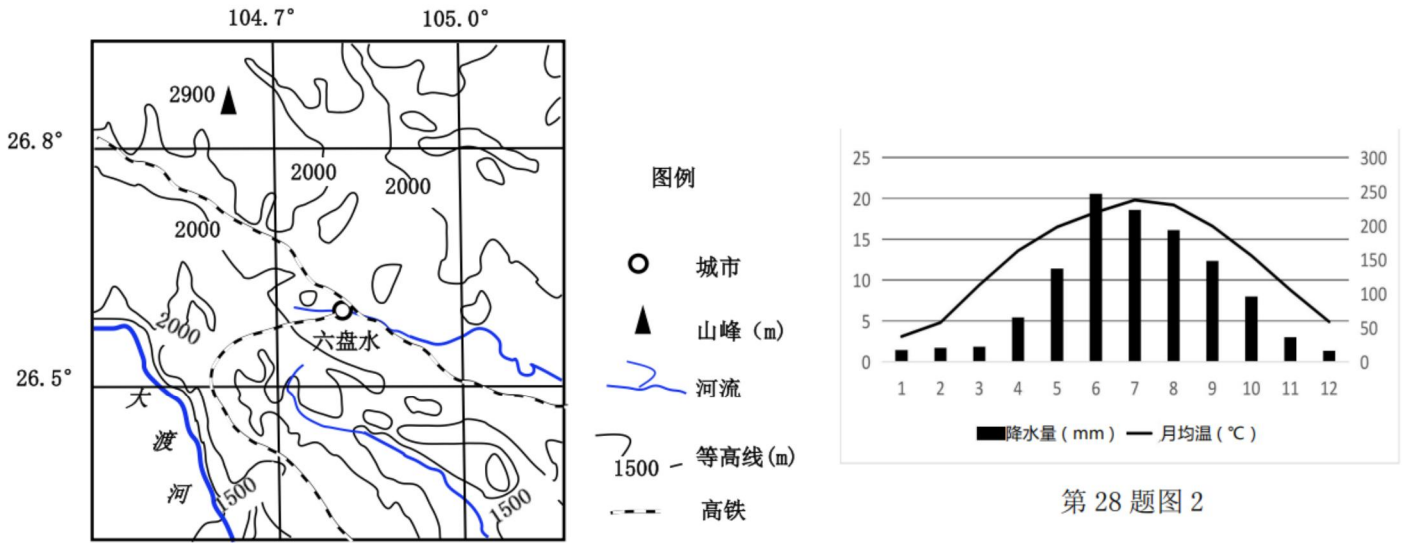 104.7° 105.0°
2900
26.8°
2000
2000
2000
2000
六盘水
26.5°
大
渡
河
1500
1500
图例
城市
山峰（m）
河流
1500
等高线(m)
高铁
25 300
20 250
200
15
150
10
100
5 50
0 0
1 2 3 4 5 6 7 8 9 10 11 12
降水量（mm） 月均温（℃）
第 28 题图 2